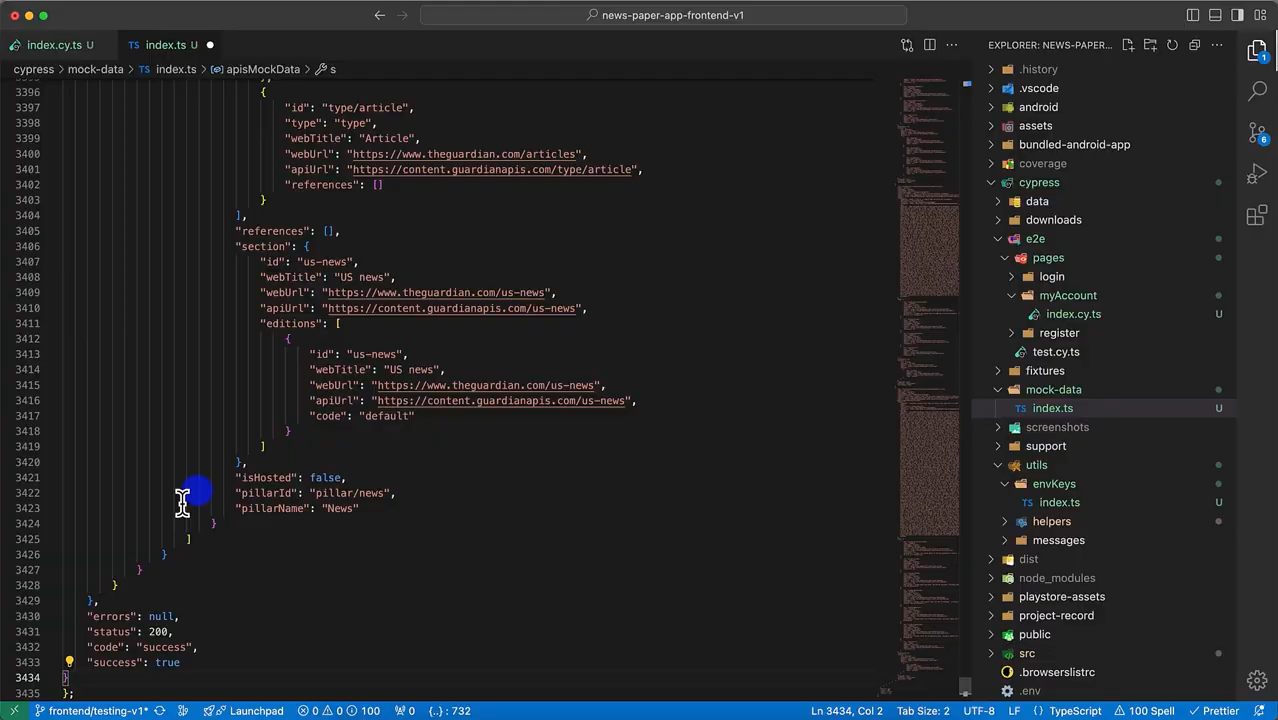 news-paper-app-frontend-v1
index.cy.ts U
TS index.ts U
EXPLORER: NEWS-PAPER...
cypress > mock-data > TS index.ts > apisMockData > s
3396 {
3397 "id": "type/article",
3398 "type": "type",
3399 "webTitle": "Article",
3400 "webUrl": "https://www.theguardian.com/articles",
3401 "apiUrl": "https://content.guardianapis.com/type/article",
3402 "references": []
3403 }
3404 ],
3405 "references": [],
3406 "section": {
3407 "id": "us-news",
3408 "webTitle": "US news",
3409 "webUrl": "https://www.theguardian.com/us-news",
3410 "apiUrl": "https://content.guardianapis.com/us-news",
3411 "editions": [
3412 {
3413 "id": "us-news",
3414 "webTitle": "US news",
3415 "webUrl": "https://www.theguardian.com/us-news",
3416 "apiUrl": "https://content.guardianapis.com/us-news",
3417 "code": "default"
3418 }
3419 ]
3420 },
3421 "isHosted": false,
3422 "pillarId": "pillar/news",
3423 "pillarName": "News"
3424 }
3425 ]
3426 }
3427 }
3428 }
3429 },
3430 "errors": null,
3431 "status": 200,
3432 "code": "success",
3433 "success": true
3434 }
3435 };
.history
.vscode
android
assets
bundled-android-app
coverage
cypress
data
downloads
e2e
pages
login
myAccount
index.cy.ts U
register
test.cy.ts
fixtures
mock-data
TS index.ts U
screenshots
support
utils
envKeys
TS index.ts U
helpers
messages
dist
node_modules
playstore-assets
project-record
public
src
.browserslistrc
.env
1
6
frontend/testing-v1*
Launchpad
0 0 100
0
{..} : 732
Ln 3434, Col 2
Tab Size: 2
UTF-8
LF
TypeScript
100 Spell
Prettier